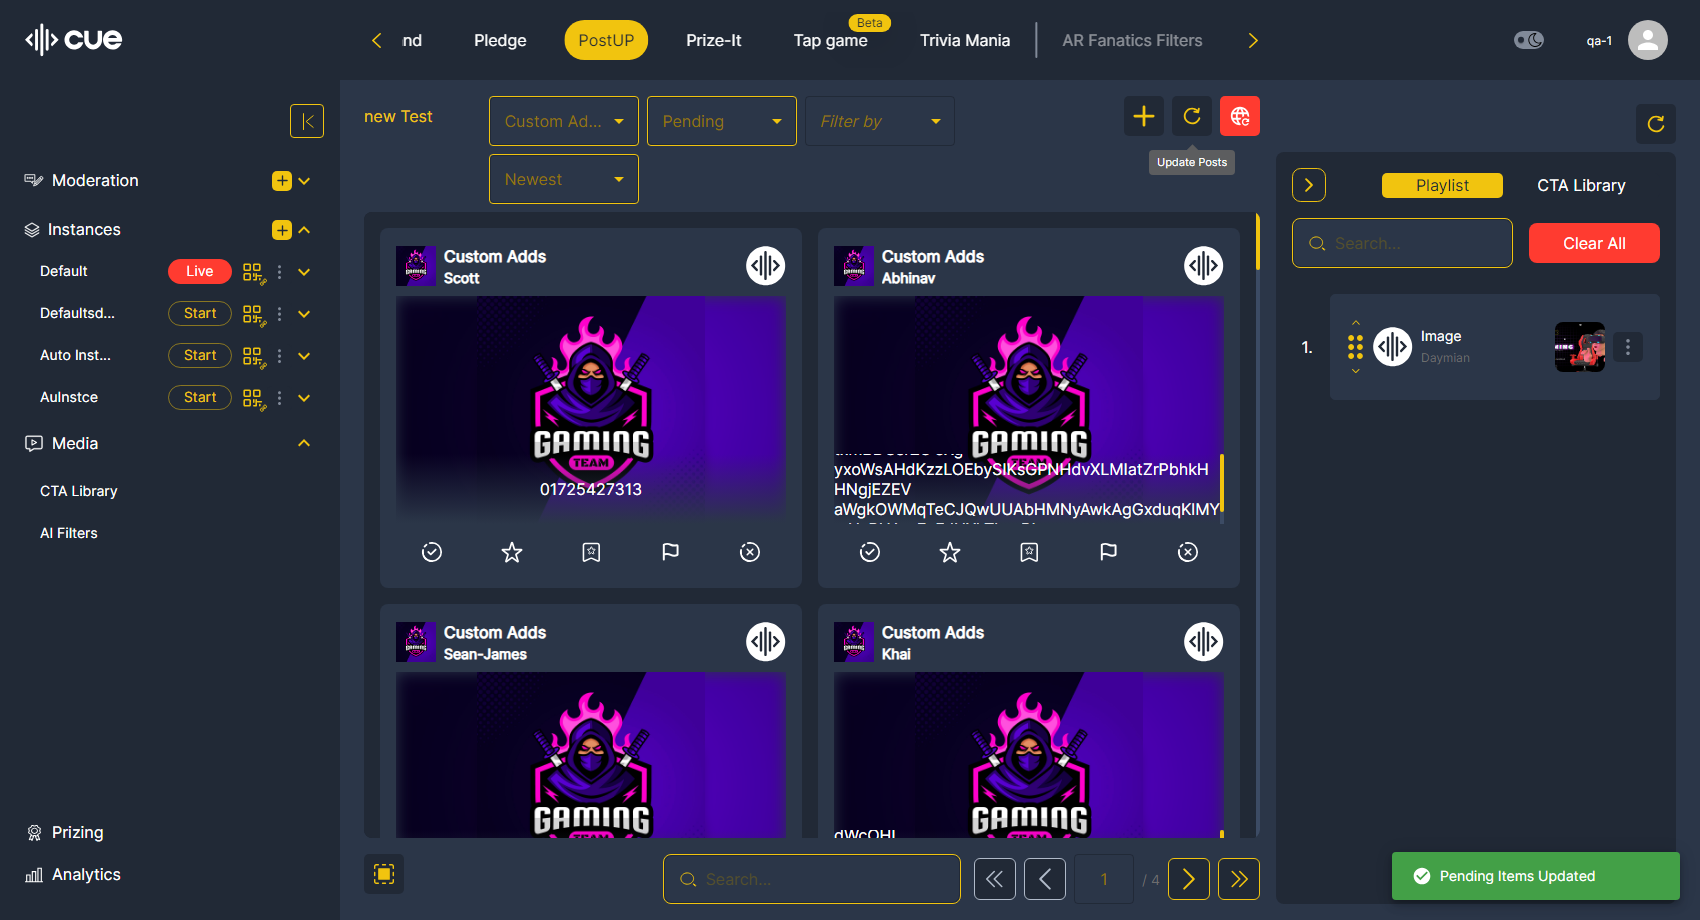 cue
nd
Pledge
PostUP
Prize-It
Beta
Tap game
Trivia Mania
AR Fanatics Filters
qa-1
Moderation
Instances
Default
Live
Defaultsd...
Start
Auto Inst...
Start
AuInstce
Start
Media
CTA Library
AI Filters
Prizing
Analytics
new Test
Custom Ad...
Pending
Filter by
Newest
Update Posts
Custom Adds
Scott
GAMING
TEAM
01725427313
Custom Adds
Abhinav
GAMING
TEAM
yxoWsAHdKzzLOEbySIKsGPNHdvXLMIatZrPbhkH
HNgjEZEV
aWgkOWMqTeCJQwUUAbHMNyAwkAgGxduqKIMY
Custom Adds
Sean-James
GAMING
Custom Adds
Khai
GAMING
dWcOHI
Search...
1
/ 4
Playlist
CTA Library
Search...
Clear All
1.
Image
Daymian
Pending Items Updated